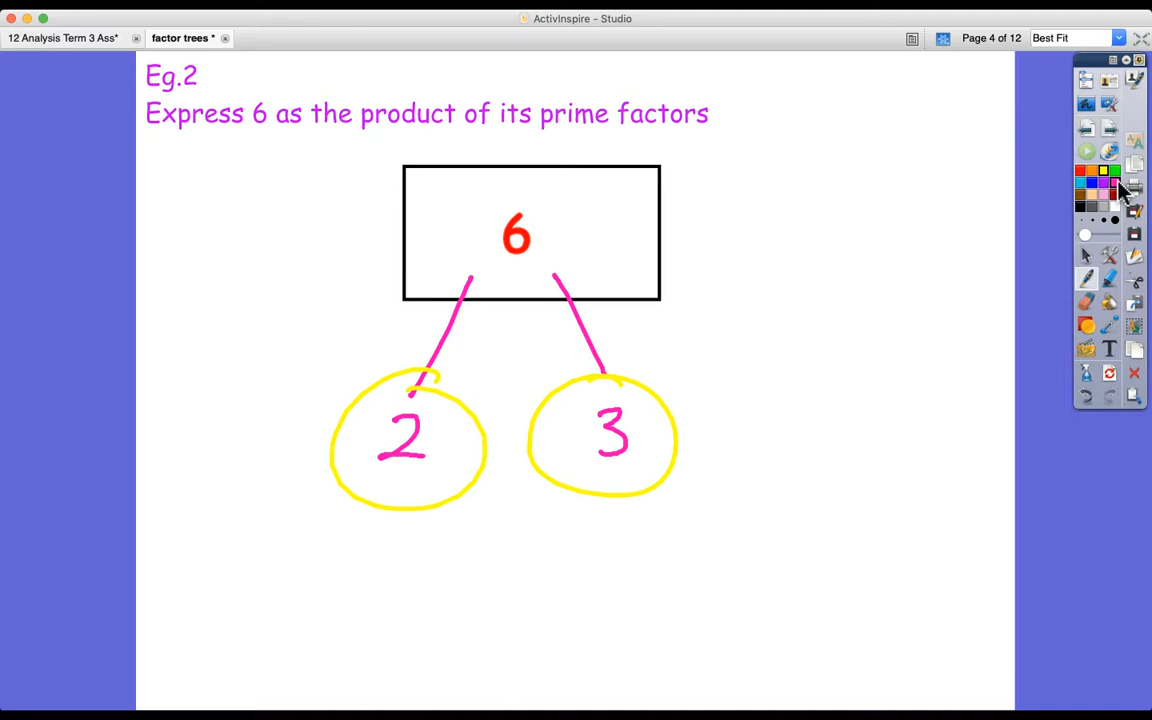 ActivInspire - Studio
12 Analysis Term 3 Ass*
factor trees *
Page 4 of 12
Best Fit
Eg.2
Express 6 as the product of its prime factors
6
2 3